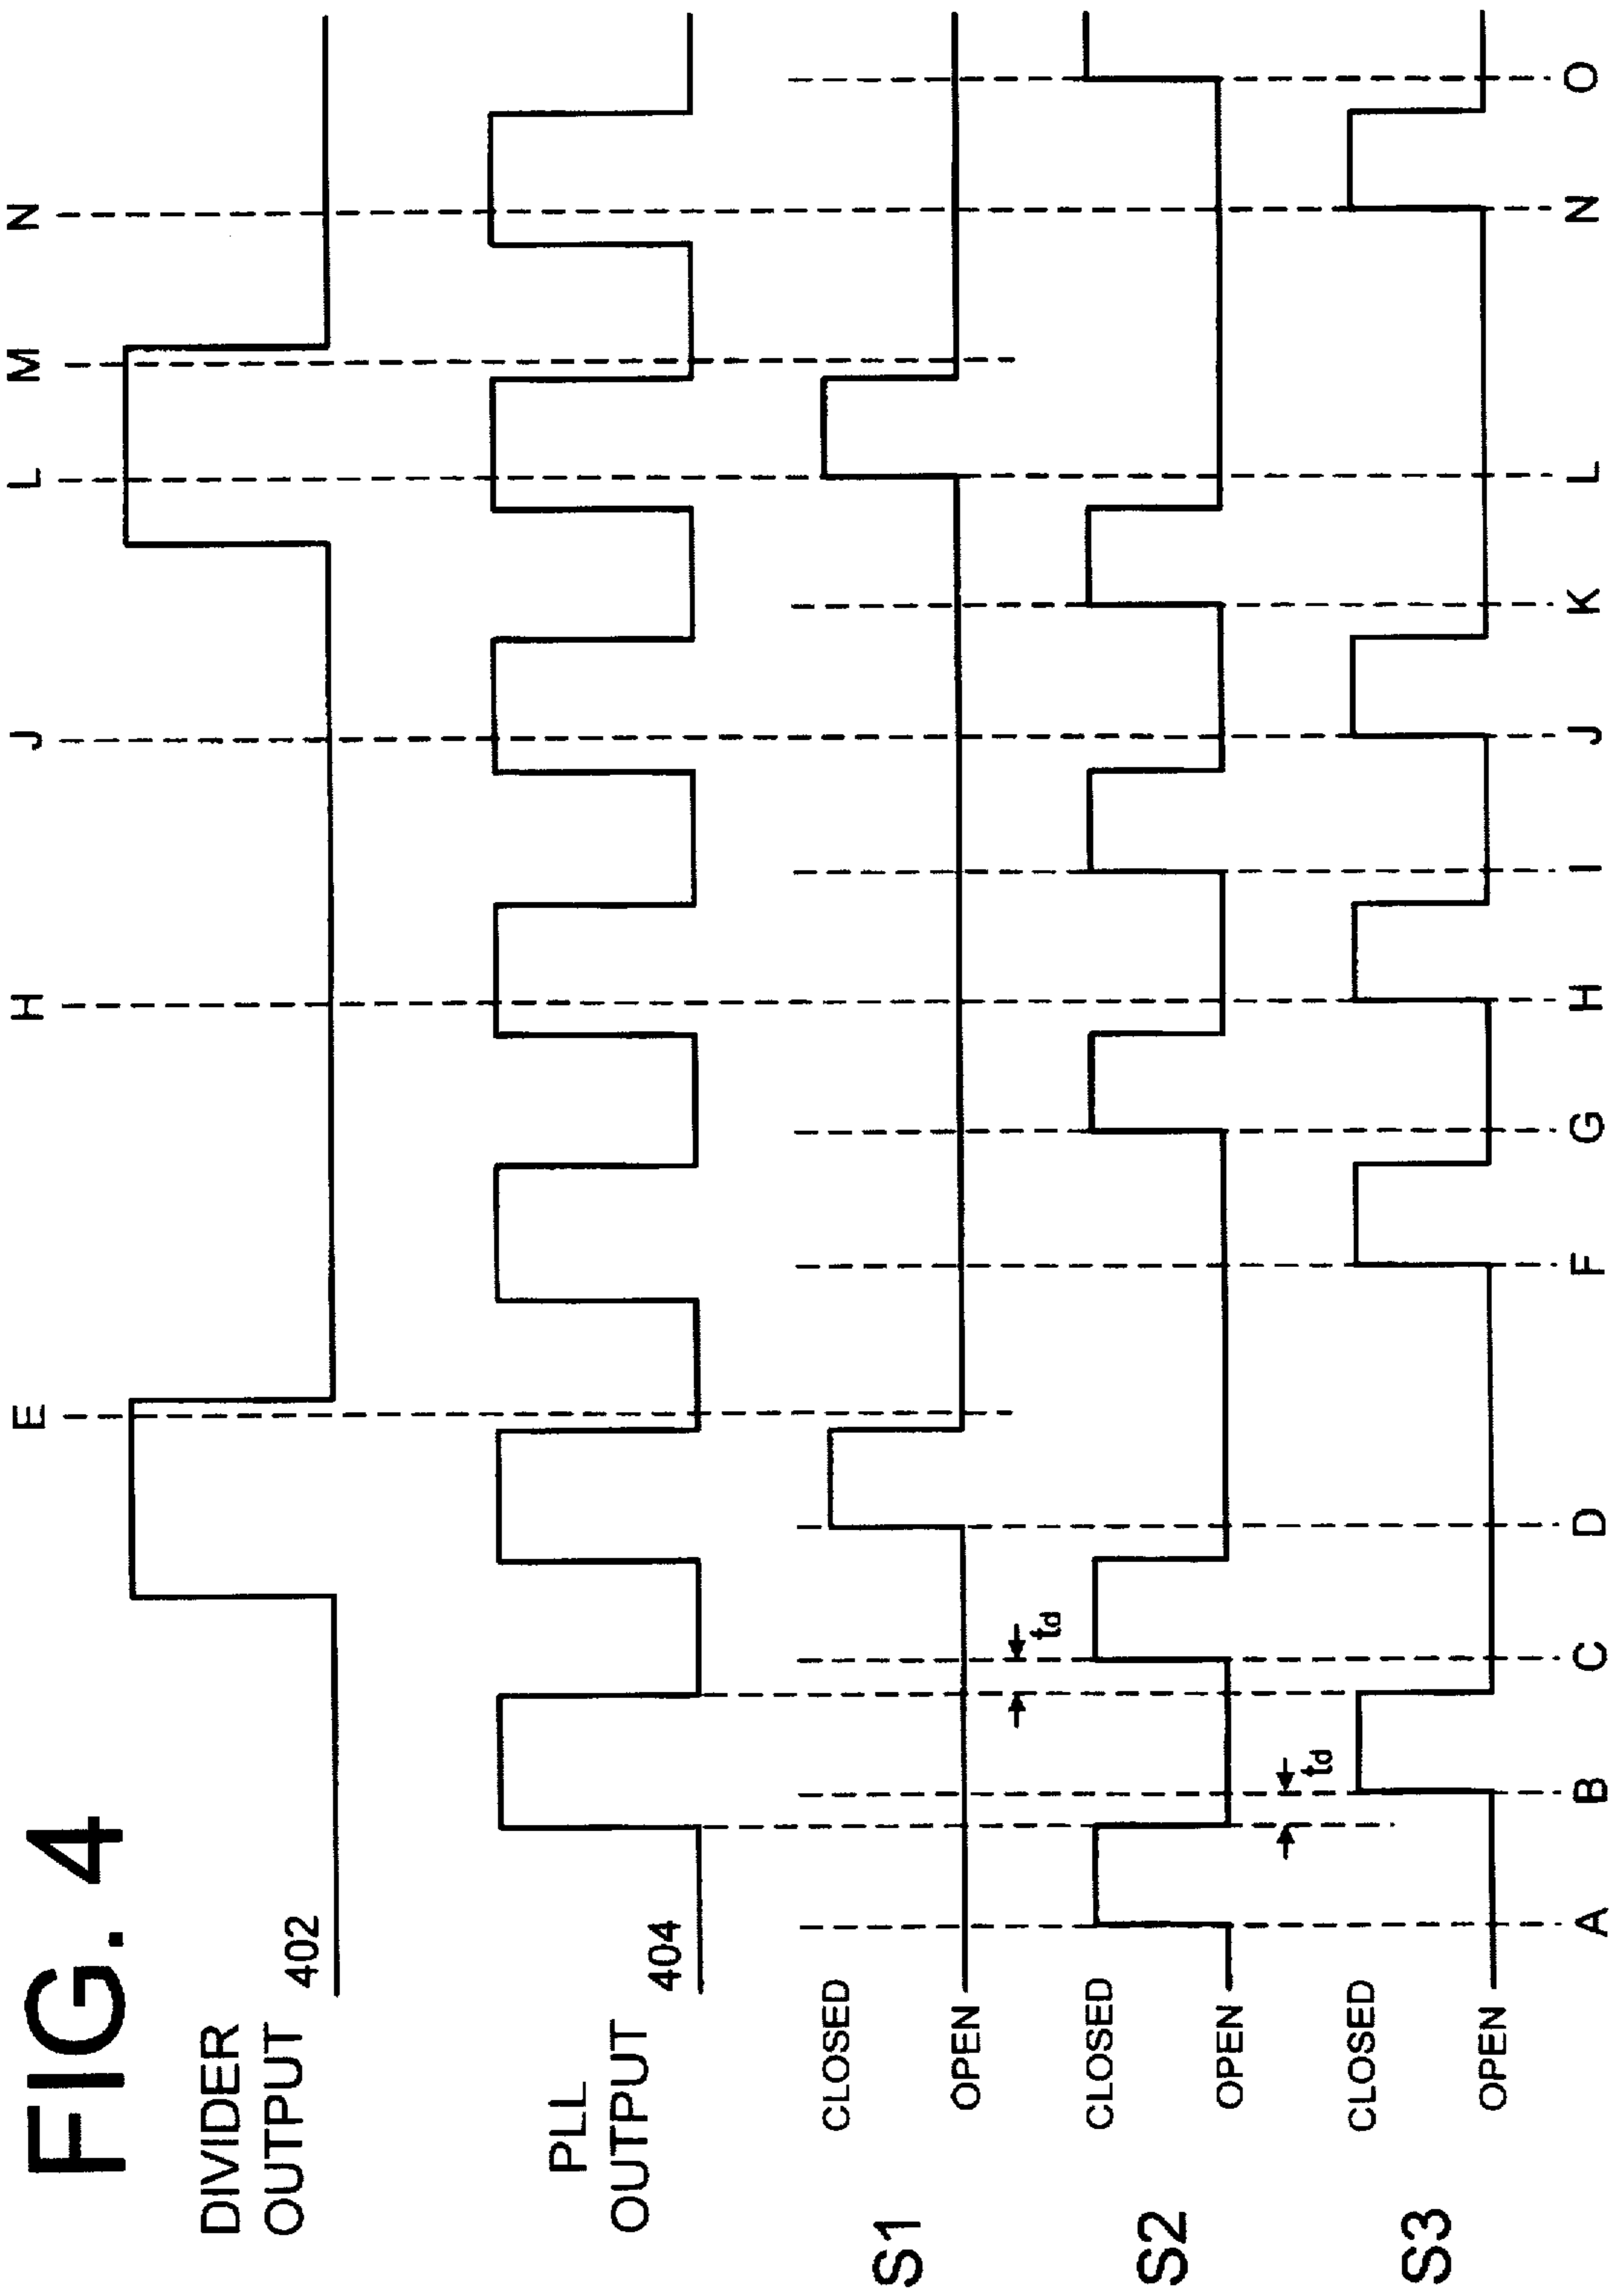 FIG. 4
E H J L M N
DIVIDER
OUTPUT
402
PLL
OUTPUT
404
S1
CLOSED
OPEN
td
S2
CLOSED
OPEN
td
S3
CLOSED
OPEN
A B C D F G H I J K L N O